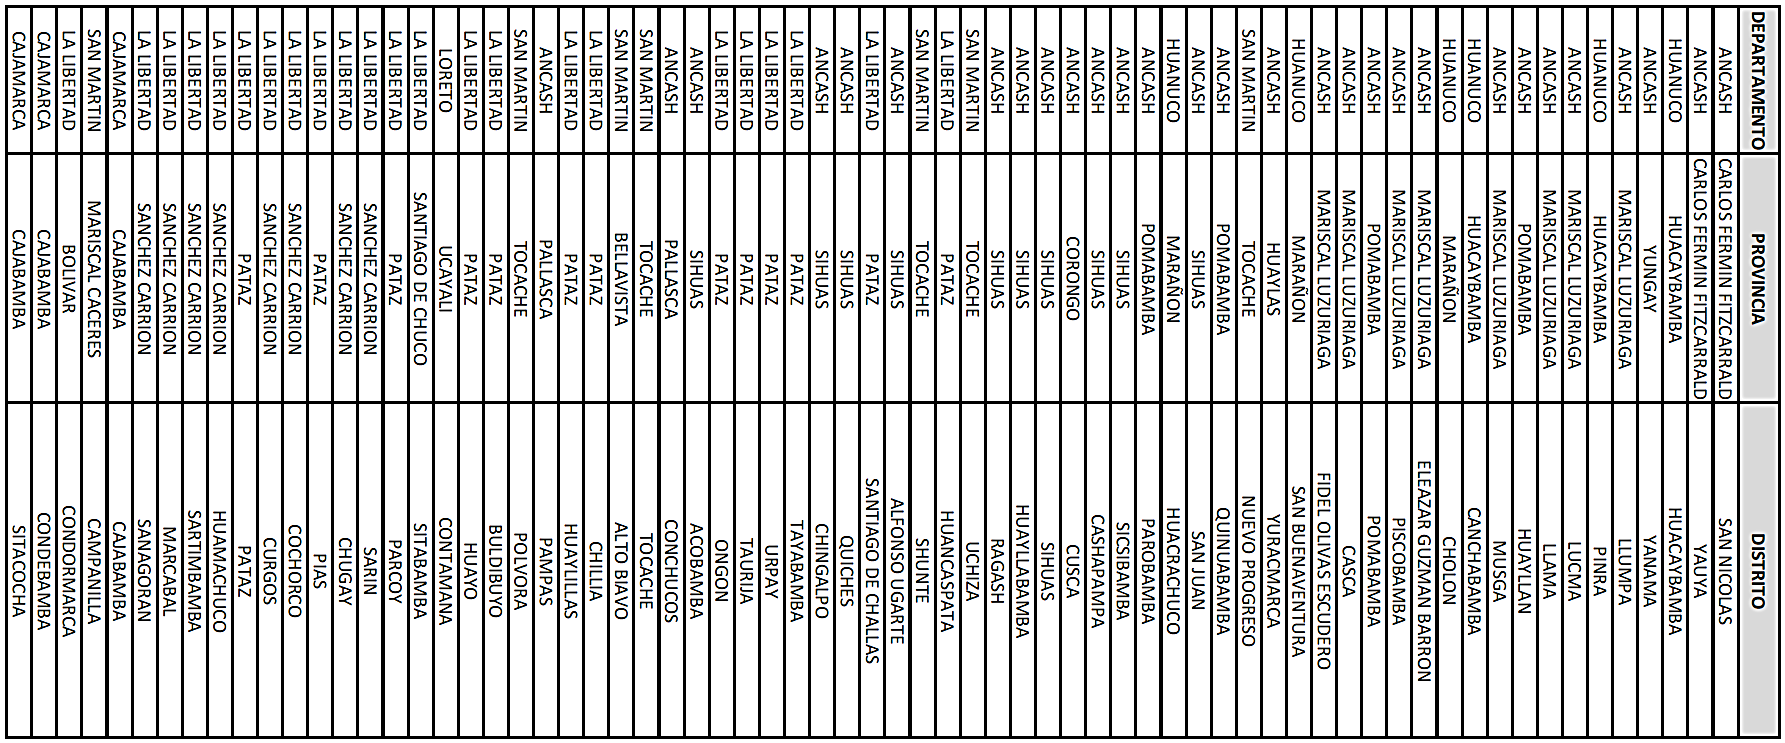 DEPARTAMENTO PROVINCIA DISTRITO
ANCASH CARLOS FERMIN FITZCARRALD SAN NICOLAS
ANCASH CARLOS FERMIN FITZCARRALD YAUYA
HUANUCO HUACAYBAMBA HUACAYBAMBA
ANCASH YUNGAY YANAMA
ANCASH MARISCAL LUZURIAGA LLUMPA
HUANUCO HUACAYBAMBA PINRA
ANCASH MARISCAL LUZURIAGA LUCMA
ANCASH MARISCAL LUZURIAGA LLAMA
ANCASH POMABAMBA HUAYLLAN
ANCASH MARISCAL LUZURIAGA MUSGA
HUANUCO HUACAYBAMBA CANCHABAMBA
HUANUCO MARAÑON CHOLON
ANCASH MARISCAL LUZURIAGA ELEAZAR GUZMAN BARRON
ANCASH MARISCAL LUZURIAGA PISCOBAMBA
ANCASH POMABAMBA POMABAMBA
ANCASH MARISCAL LUZURIAGA CASCA
ANCASH MARISCAL LUZURIAGA FIDEL OLIVAS ESCUDERO
HUANUCO MARAÑON SAN BUENAVENTURA
ANCASH HUAYLAS YURACMARCA
SAN MARTIN TOCACHE NUEVO PROGRESO
ANCASH POMABAMBA QUINUABAMBA
ANCASH SIHUAS SAN JUAN
HUANUCO MARAÑON HUACRACHUCO
ANCASH POMABAMBA PAROBAMBA
ANCASH SIHUAS SICSIBAMBA
ANCASH SIHUAS CASHAPAMPA
ANCASH CORONGO CUSCA
ANCASH SIHUAS SIHUAS
ANCASH SIHUAS HUAYLLABAMBA
ANCASH SIHUAS RAGASH
SAN MARTIN TOCACHE UCHIZA
LA LIBERTAD PATAZ HUANCASPATA
SAN MARTIN TOCACHE SHUNTE
ANCASH SIHUAS ALFONSO UGARTE
LA LIBERTAD PATAZ SANTIAGO DE CHALLAS
ANCASH SIHUAS QUICHES
ANCASH SIHUAS CHINGALPO
LA LIBERTAD PATAZ TAYABAMBA
LA LIBERTAD PATAZ URPAY
LA LIBERTAD PATAZ TAURIJA
LA LIBERTAD PATAZ ONGON
ANCASH SIHUAS ACOBAMBA
ANCASH PALLASCA CONCHUCOS
SAN MARTIN TOCACHE TOCACHE
SAN MARTIN BELLAVISTA ALTO BIAVO
LA LIBERTAD PATAZ CHILLIA
LA LIBERTAD PATAZ HUAYLILLAS
ANCASH PALLASCA PAMPAS
SAN MARTIN TOCACHE POLVORA
LA LIBERTAD PATAZ BULDIBUYO
LA LIBERTAD PATAZ HUAYO
LORETO UCAYALI CONTAMANA
LA LIBERTAD SANTIAGO DE CHUCO SITABAMBA
LA LIBERTAD PATAZ PARCOY
LA LIBERTAD SANCHEZ CARRION SARIN
LA LIBERTAD SANCHEZ CARRION CHUGAY
LA LIBERTAD PATAZ PIAS
LA LIBERTAD SANCHEZ CARRION COCHORCO
LA LIBERTAD SANCHEZ CARRION CURGOS
LA LIBERTAD PATAZ PATAZ
LA LIBERTAD SANCHEZ CARRION HUAMACHUCO
LA LIBERTAD SANCHEZ CARRION SARTIMBAMBA
LA LIBERTAD SANCHEZ CARRION MARCABAL
LA LIBERTAD SANCHEZ CARRION SANAGORAN
CAJAMARCA CAJABAMBA CAJABAMBA
SAN MARTIN MARISCAL CACERES CAMPANILLA
LA LIBERTAD BOLIVAR CONDORMARCA
CAJAMARCA CAJABAMBA CONDEBAMBA
CAJAMARCA CAJABAMBA SITACOCHA